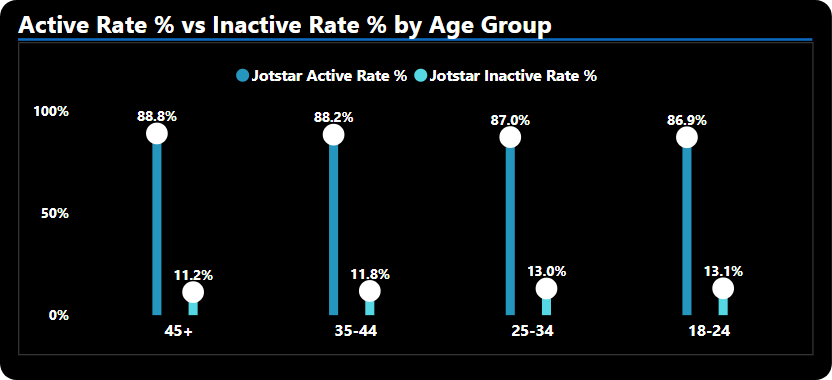 Active Rate % vs Inactive Rate % by Age Group
Jotstar Active Rate % Jotstar Inactive Rate %
100%
88.8% 88.2% 87.0% 86.9%
50%
11.2% 11.8% 13.0% 13.1%
0%
45+ 35-44 25-34 18-24